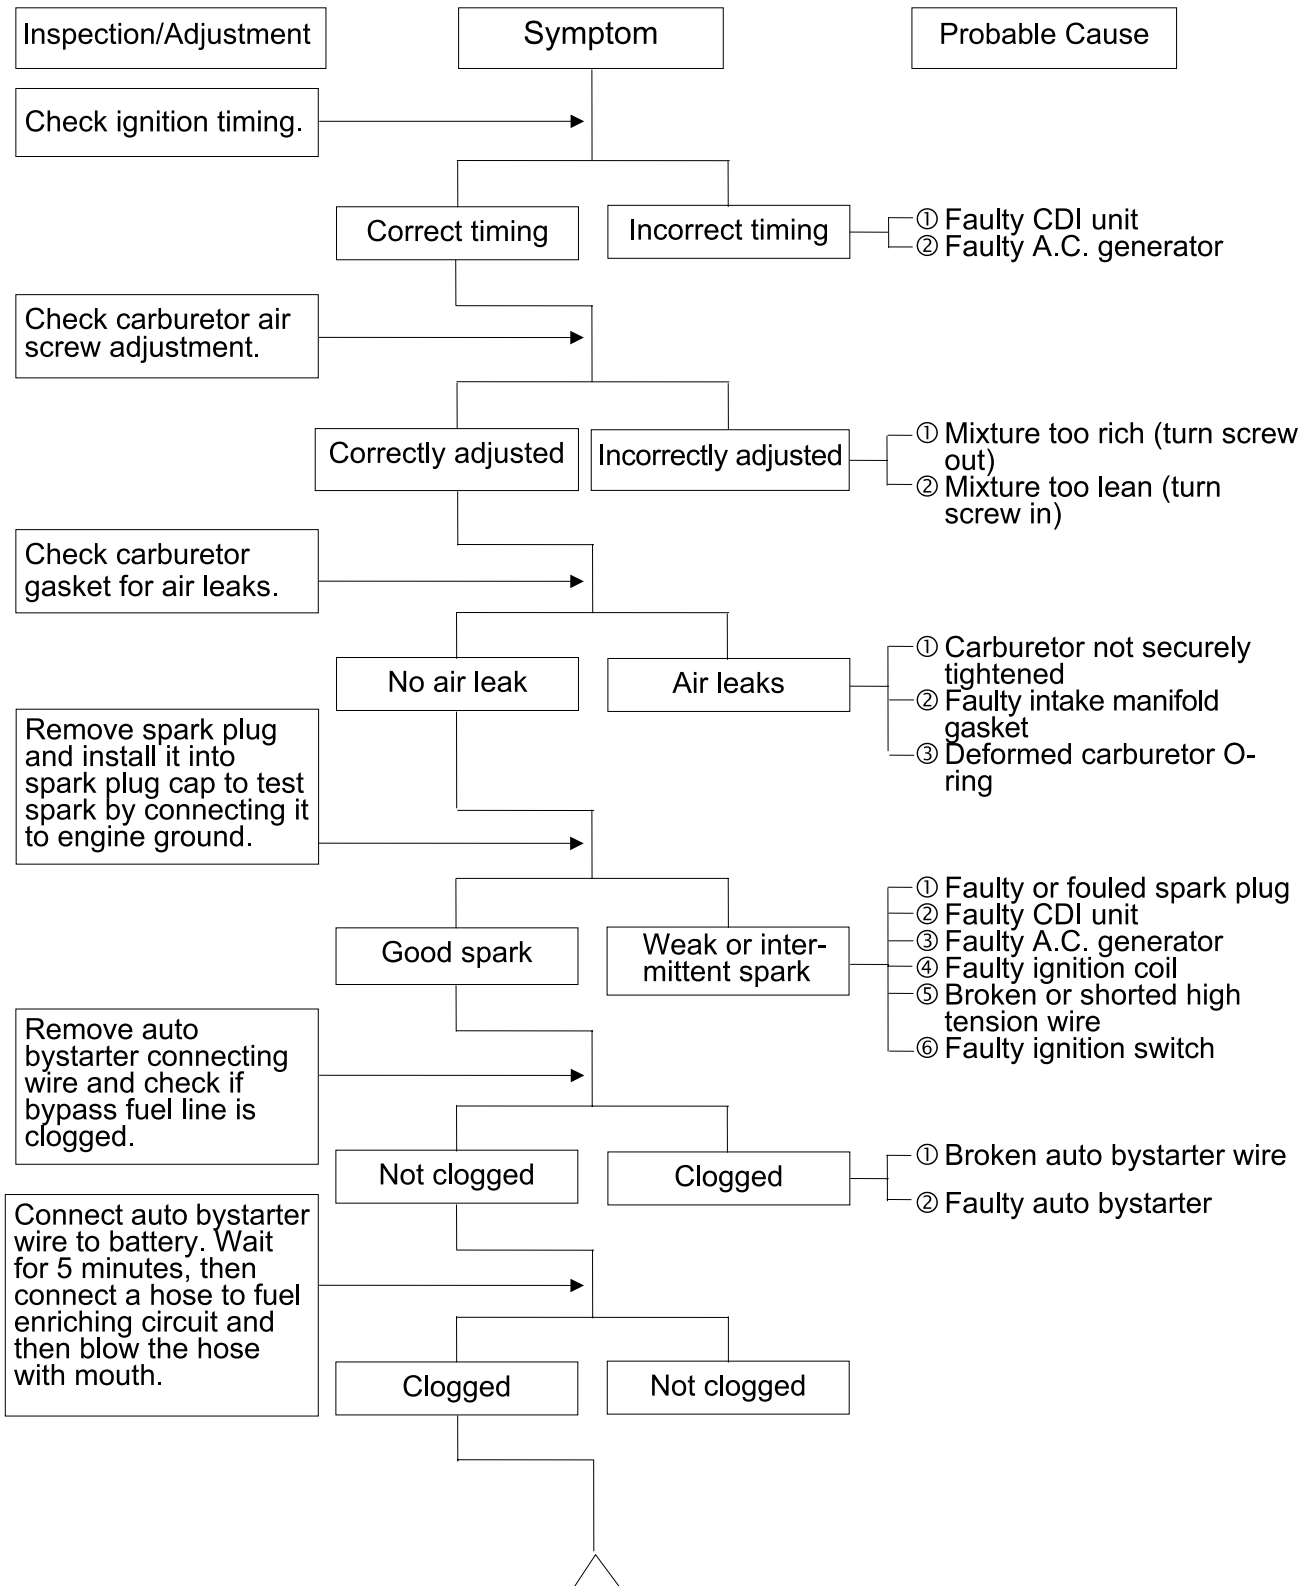 Inspection/Adjustment
Symptom
Probable Cause
Check ignition timing.
Correct timing
Incorrect timing
① Faulty CDI unit
② Faulty A.C. generator
Check carburetor air
screw adjustment.
Correctly adjusted
Incorrectly adjusted
① Mixture too rich (turn screw
out)
② Mixture too lean (turn
screw in)
Check carburetor
gasket for air leaks.
No air leak
Air leaks
① Carburetor not securely
tightened
② Faulty intake manifold
gasket
③ Deformed carburetor O-
ring
Remove spark plug
and install it into
spark plug cap to test
spark by connecting it
to engine ground.
Good spark
Weak or inter-
mittent spark
① Faulty or fouled spark plug
② Faulty CDI unit
③ Faulty A.C. generator
④ Faulty ignition coil
⑤ Broken or shorted high
tension wire
⑥ Faulty ignition switch
Remove auto
bystarter connecting
wire and check if
bypass fuel line is
clogged.
Not clogged
Clogged
① Broken auto bystarter wire
② Faulty auto bystarter
Connect auto bystarter
wire to battery. Wait
for 5 minutes, then
connect a hose to fuel
enriching circuit and
then blow the hose
with mouth.
Clogged
Not clogged